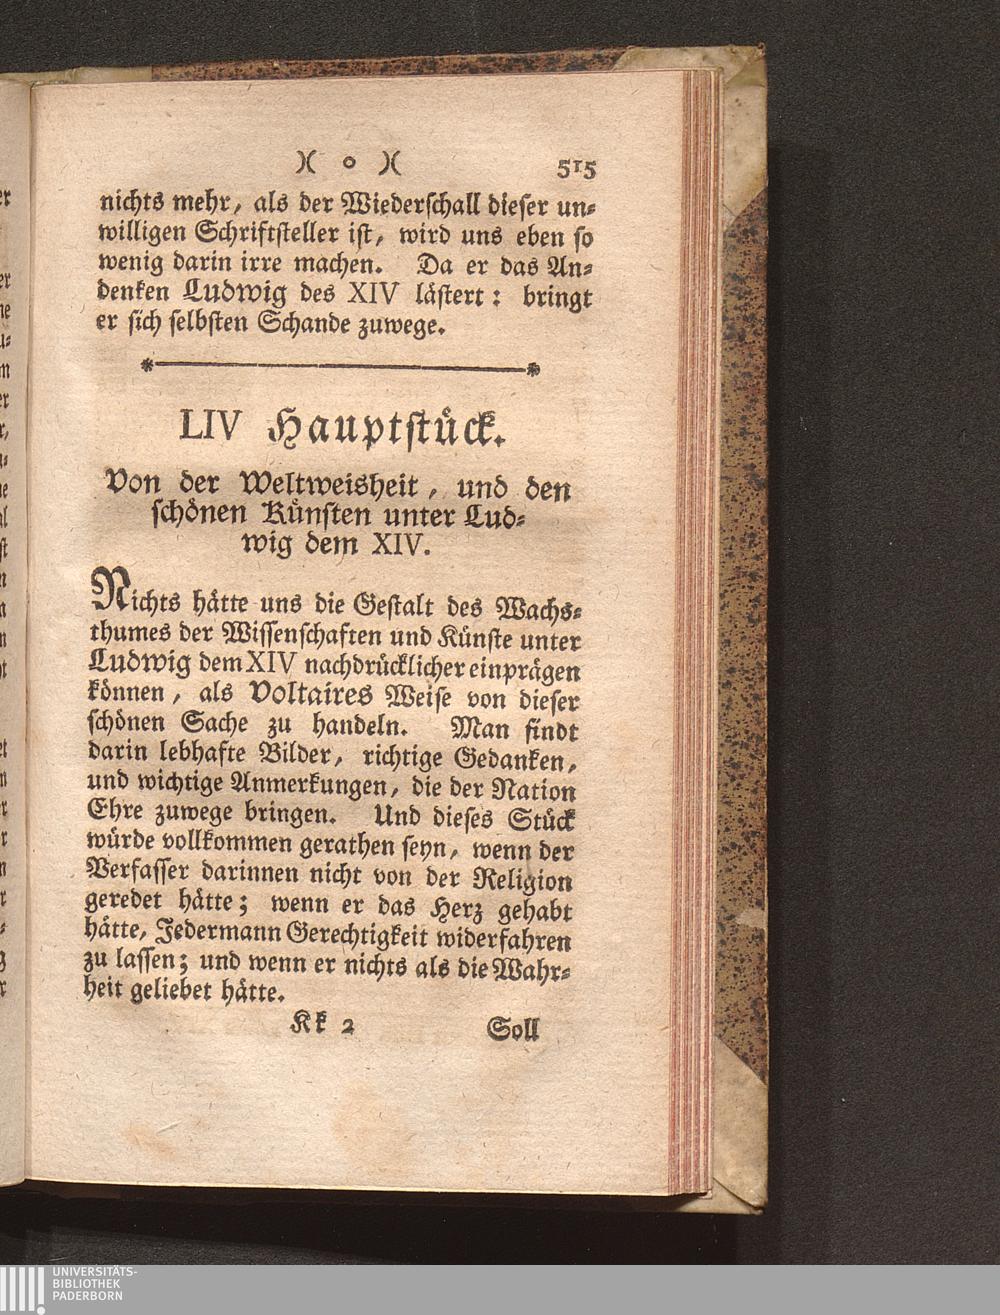 )( o )( 515
nichts mehr, als der Wiederschall dieser un-
willigen Schriftsteller ist, wird uns eben so
wenig darin irre machen. Da er das An-
denken Ludwig des XIV lästert: bringt
er sich selbsten Schande zuwege.
LIV Hauptstück.
Von der Weltweisheit, und den
schönen Künsten unter Lud-
wig dem XIV.
Nichts hätte uns die Gestalt des Wachs-
thumes der Wissenschaften und Künste unter
Ludwig dem XIV nachdrücklicher einprägen
können, als Voltaires Weise von dieser
schönen Sache zu handeln. Man findt
darin lebhafte Bilder, richtige Gedanken,
und wichtige Anmerkungen, die der Nation
Ehre zuwege bringen. Und dieses Stück
würde vollkommen gerathen seyn, wenn der
Verfasser darinnen nicht von der Religion
geredet hätte; wenn er das Herz gehabt
hätte, Jedermann Gerechtigkeit widerfahren
zu lassen; und wenn er nichts als die Wahr-
heit geliebet hätte.
Kk 2 Soll
UNIVERSITÄTS-
BIBLIOTHEK
PADERBORN